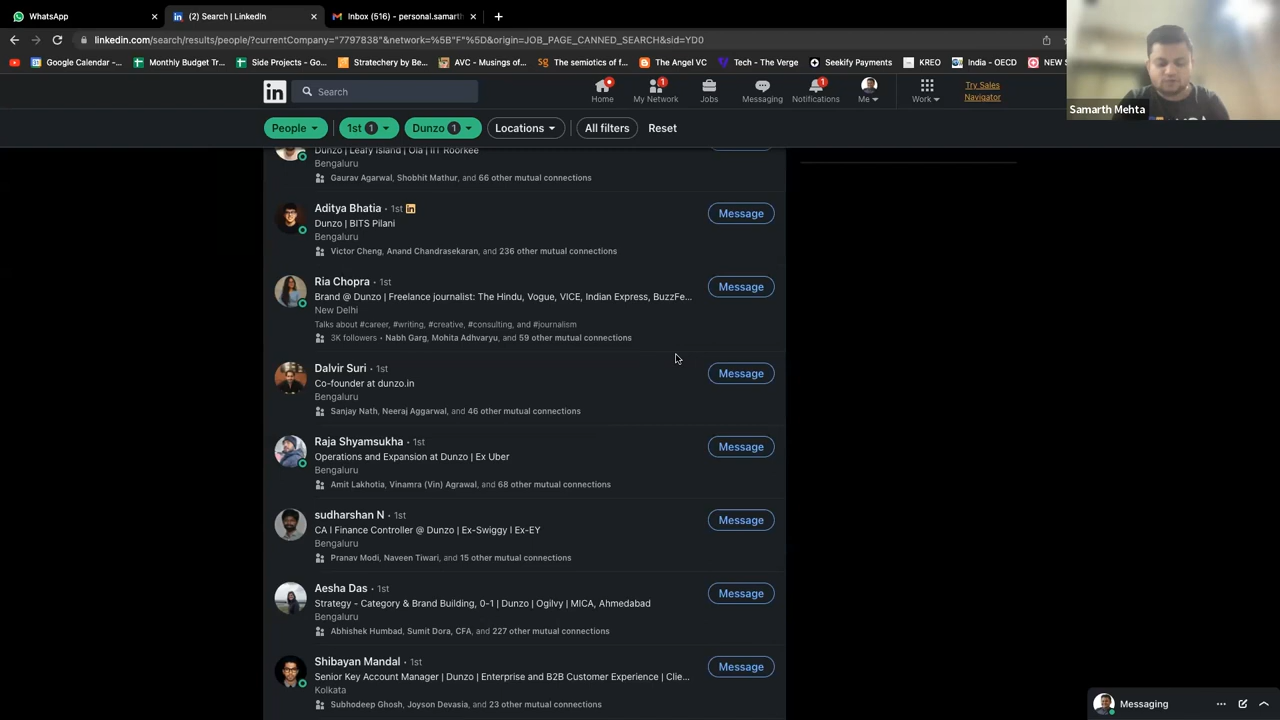 WhatsApp
(2) Search | LinkedIn
Inbox (516) - personal.samarth
linkedin.com/search/results/people/?currentCompany="7797838"&network=%5B"F"%5D&origin=JOB_PAGE_CANNED_SEARCH&sid=YD0
Google Calendar -...
Monthly Budget Tr...
Side Projects - Go...
Stratechery by Be...
AVC - Musings of...
The semiotics of f...
The Angel VC
Tech - The Verge
Seekify Payments
KREO
India - OECD
NEW S
Samarth Mehta
in
Search
1
1
Home
My Network
Jobs
Messaging
Notifications
Me
Work
Try Sales
Navigator
People
1st 1
Dunzo 1
Locations
All filters
Reset
Dunzo | Leafy Island | Ola | IIT Roorkee
Bengaluru
Gaurav Agarwal, Shobhit Mathur, and 66 other mutual connections
Aditya Bhatia • 1st in
Message
Dunzo | BITS Pilani
Bengaluru
Victor Cheng, Anand Chandrasekaran, and 236 other mutual connections
Ria Chopra • 1st
Message
Brand @ Dunzo | Freelance journalist: The Hindu, Vogue, VICE, Indian Express, BuzzFe...
New Delhi
Talks about #career, #writing, #creative, #consulting, and #journalism
3K followers • Nabh Garg, Mohita Adhvaryu, and 59 other mutual connections
Dalvir Suri • 1st
Message
Co-founder at dunzo.in
Bengaluru
Sanjay Nath, Neeraj Aggarwal, and 46 other mutual connections
Raja Shyamsukha • 1st
Message
Operations and Expansion at Dunzo | Ex Uber
Bengaluru
Amit Lakhotia, Vinamra (Vin) Agrawal, and 68 other mutual connections
sudharshan N • 1st
Message
CA I Finance Controller @ Dunzo | Ex-Swiggy I Ex-EY
Bengaluru
Pranav Modi, Naveen Tiwari, and 15 other mutual connections
Aesha Das • 1st
Message
Strategy - Category & Brand Building, 0-1 | Dunzo | Ogilvy | MICA, Ahmedabad
Bengaluru
Abhishek Humbad, Sumit Dora, CFA, and 227 other mutual connections
Shibayan Mandal • 1st
Message
Senior Key Account Manager | Dunzo | Enterprise and B2B Customer Experience | Clie...
Kolkata
Subhodeep Ghosh, Joyson Devasia, and 23 other mutual connections
Messaging